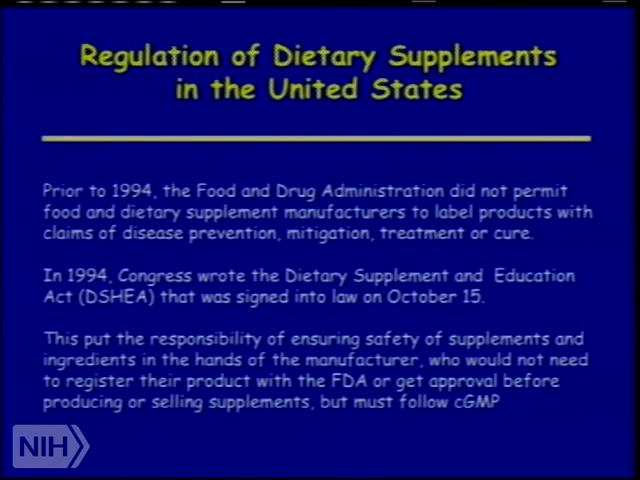 Regulation of Dietary Supplements
in the United States
Prior to 1994, the Food and Drug Administration did not permit
food and dietary supplement manufacturers to label products with
claims of disease prevention, mitigation, treatment or cure.
In 1994, Congress wrote the Dietary Supplement and Education
Act (DSHEA) that was signed into law on October 15.
This put the responsibility of ensuring safety of supplements and
ingredients in the hands of the manufacturer, who would not need
to register their product with the FDA or get approval before
producing or selling supplements, but must follow cGMP
NIH